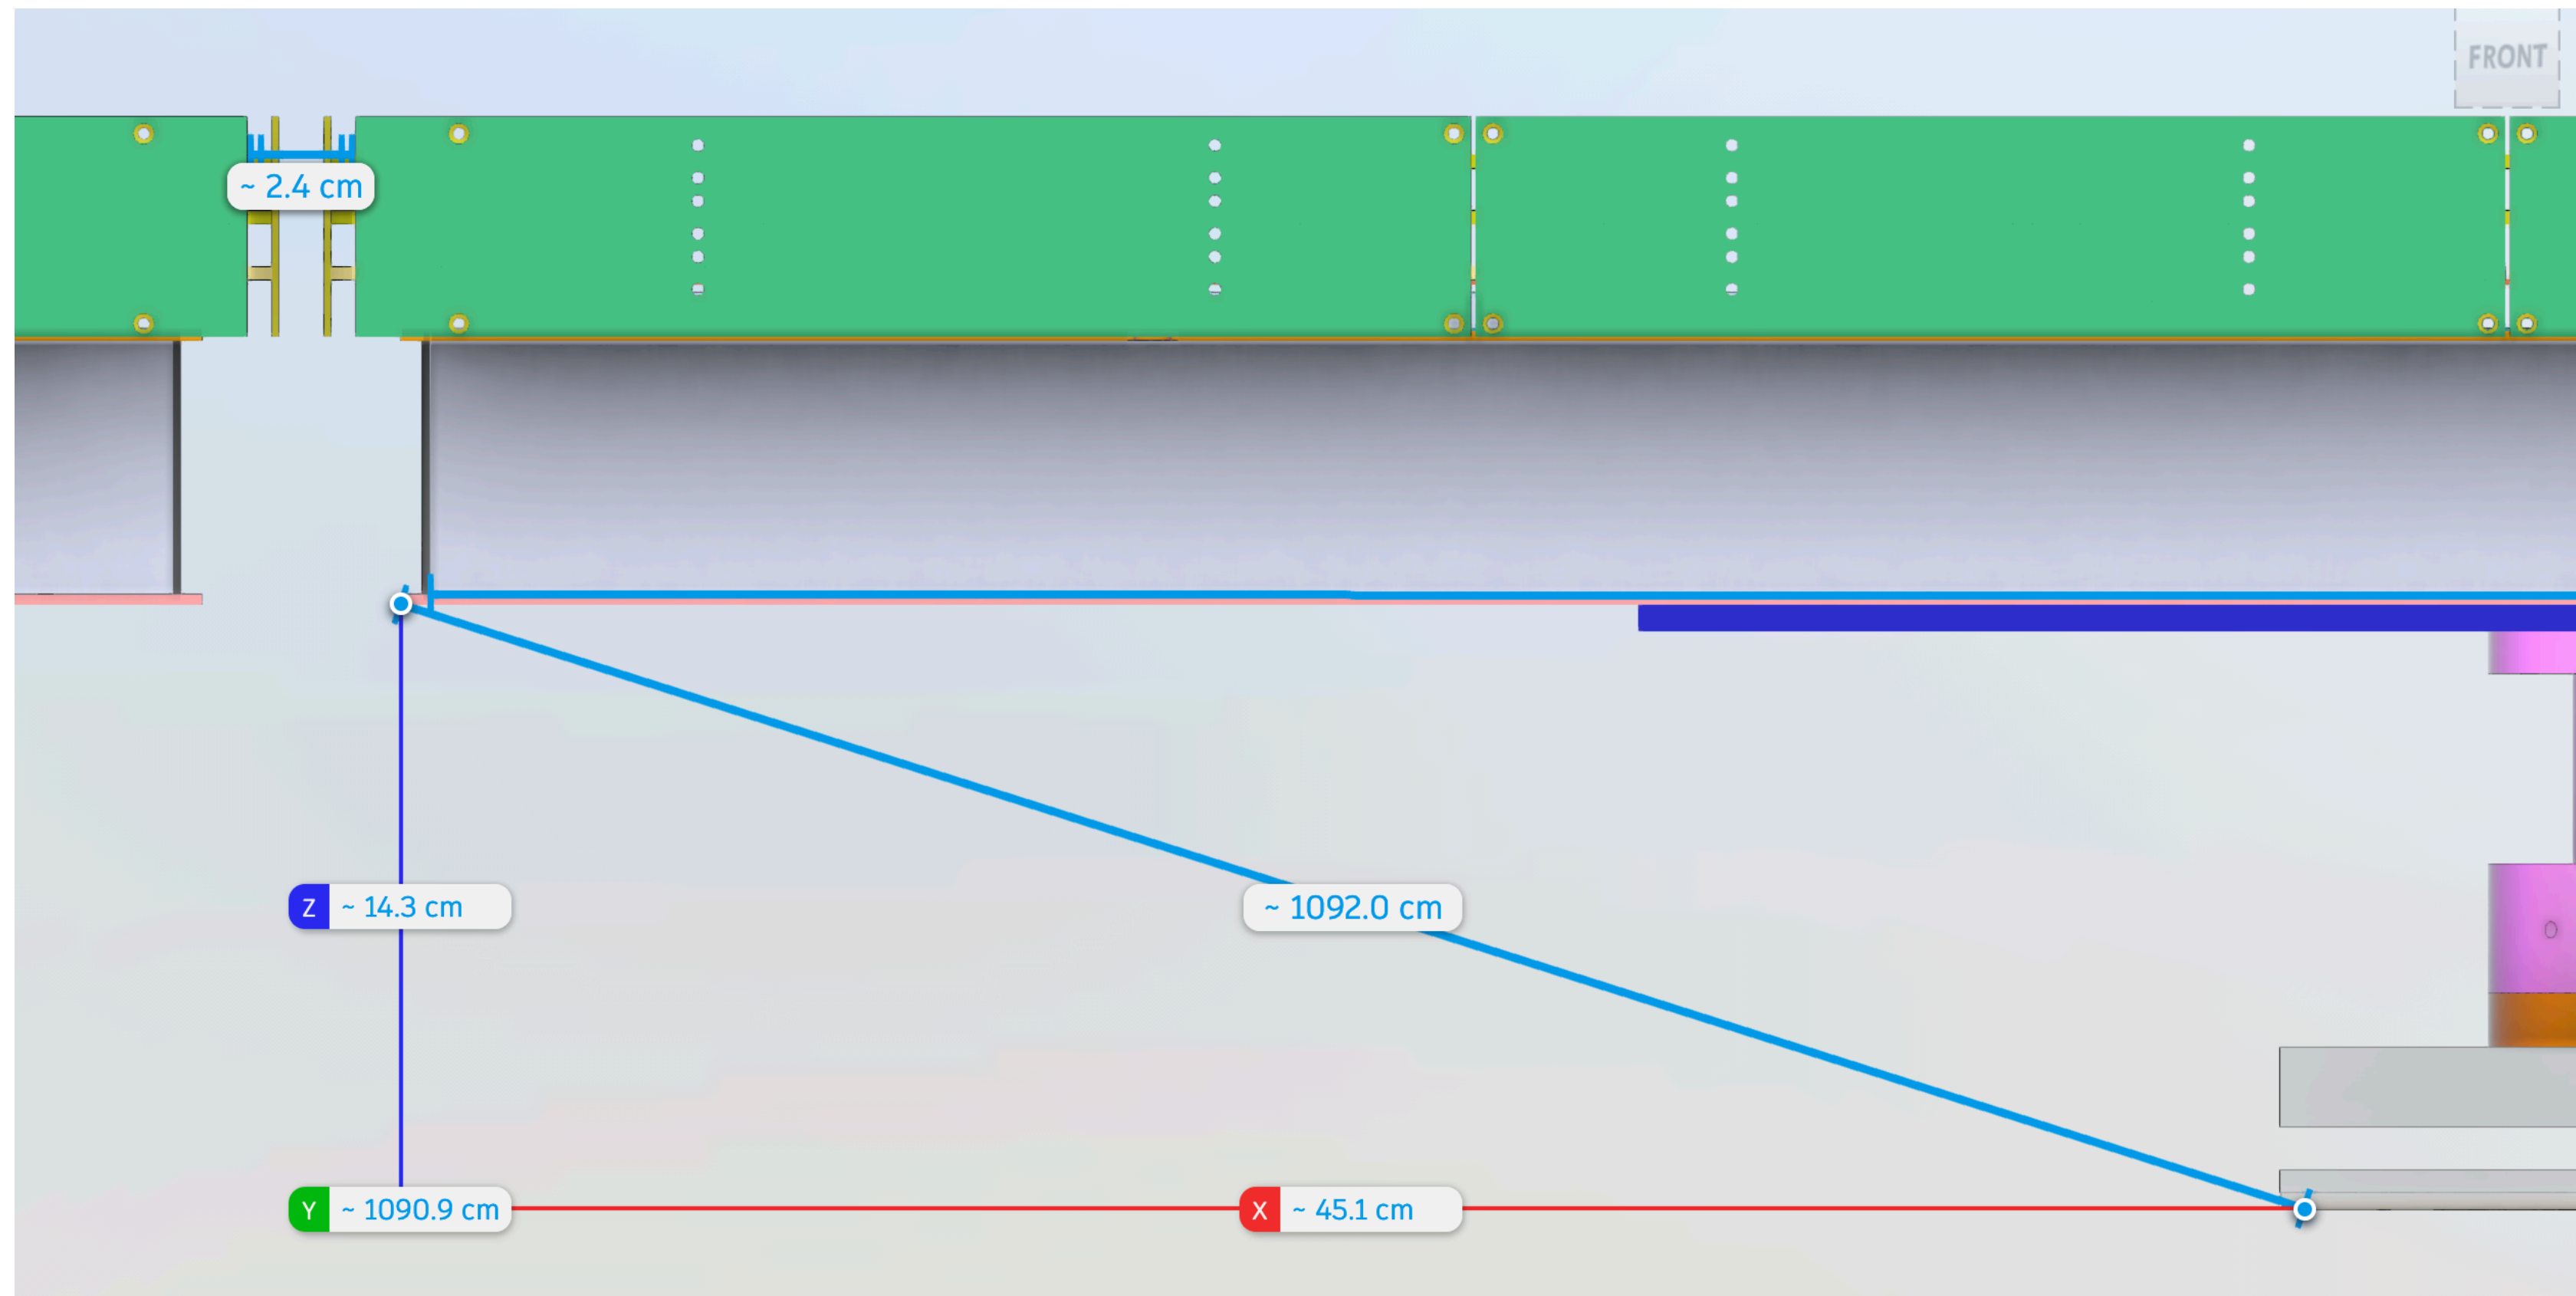 FRONT
~ 2.4 cm
Z ~ 14.3 cm
~ 1092.0 cm
Y ~ 1090.9 cm
X ~ 45.1 cm